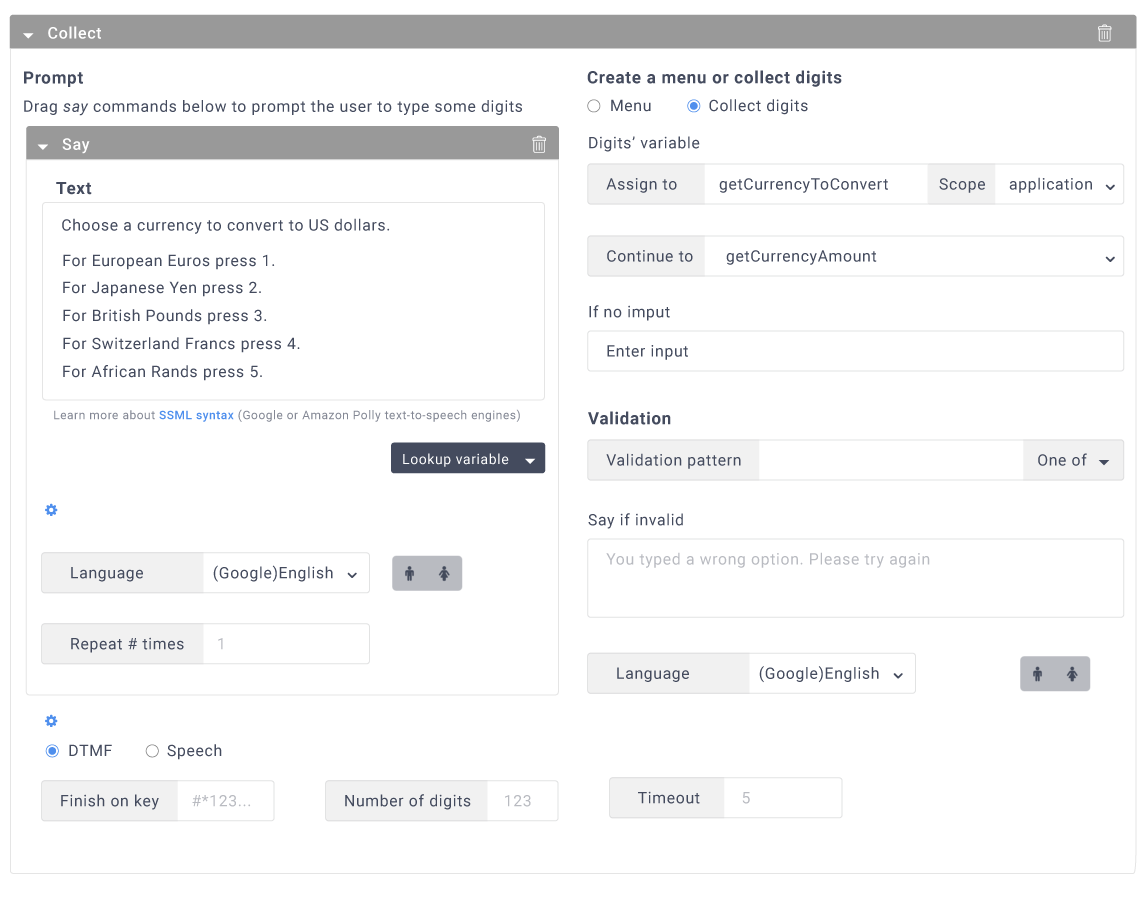 Collect
Prompt
Drag say commands below to prompt the user to type some digits
Say
Text
Choose a currency to convert to US dollars.
For European Euros press 1.
For Japanese Yen press 2.
For British Pounds press 3.
For Switzerland Francs press 4.
For African Rands press 5.
Learn more about SSML syntax (Google or Amazon Polly text-to-speech engines)
Lookup variable
Language (Google)English
Repeat # times 1
DTMF Speech
Finish on key #*123... Number of digits 123 Timeout 5
Create a menu or collect digits
Menu Collect digits
Digits’ variable
Assign to getCurrencyToConvert Scope application
Continue to getCurrencyAmount
If no imput
Enter input
Validation
Validation pattern One of
Say if invalid
You typed a wrong option. Please try again
Language (Google)English